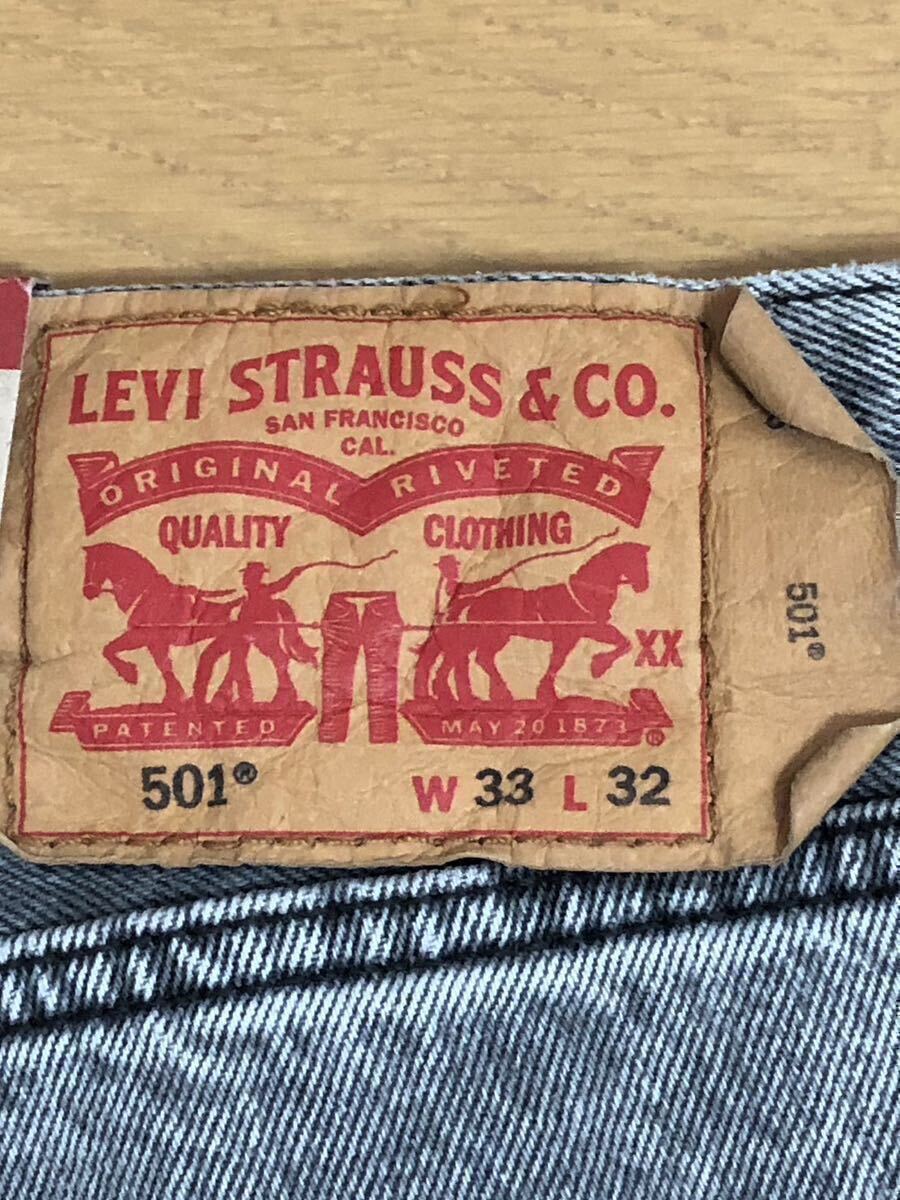 LEVI STRAUSS & CO.
SAN FRANCISCO
CAL.
ORIGINAL RIVETED
QUALITY CLOTHING
XX
PATENTED MAY 20 1873 ®
501® W 33 L 32
501®